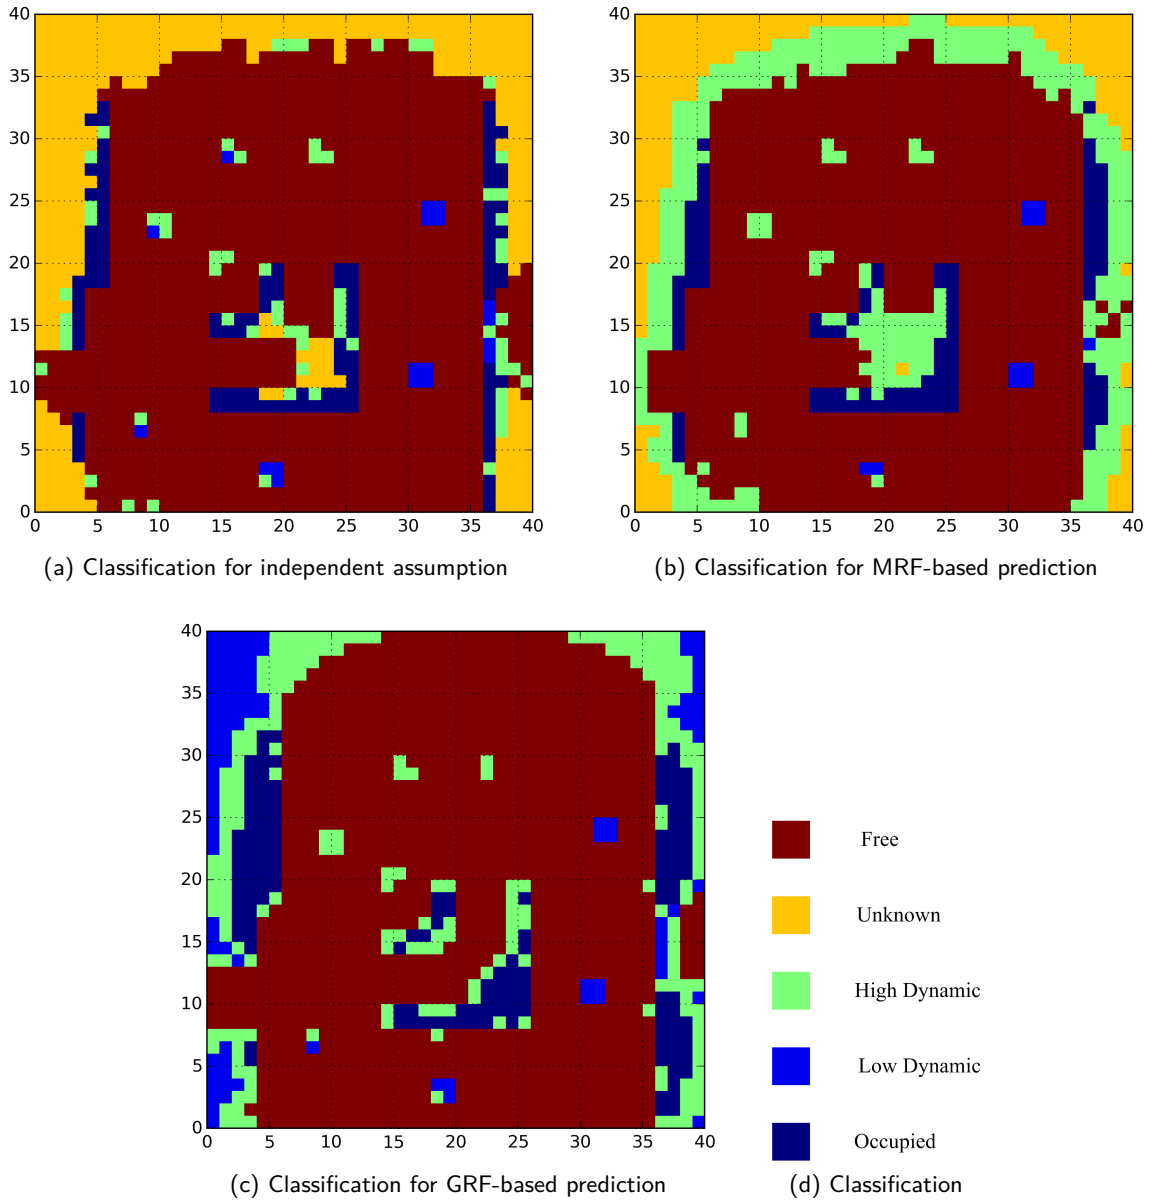 40
35
30
25
20
15
10
5
0
0 5 10 15 20 25 30 35 40
(a) Classification for independent assumption
40
35
30
25
20
15
10
5
0
0 5 10 15 20 25 30 35 40
(b) Classification for MRF-based prediction
40
35
30
25
20
15
10
5
0
0 5 10 15 20 25 30 35 40
(c) Classification for GRF-based prediction
Free
Unknown
High Dynamic
Low Dynamic
Occupied
(d) Classification